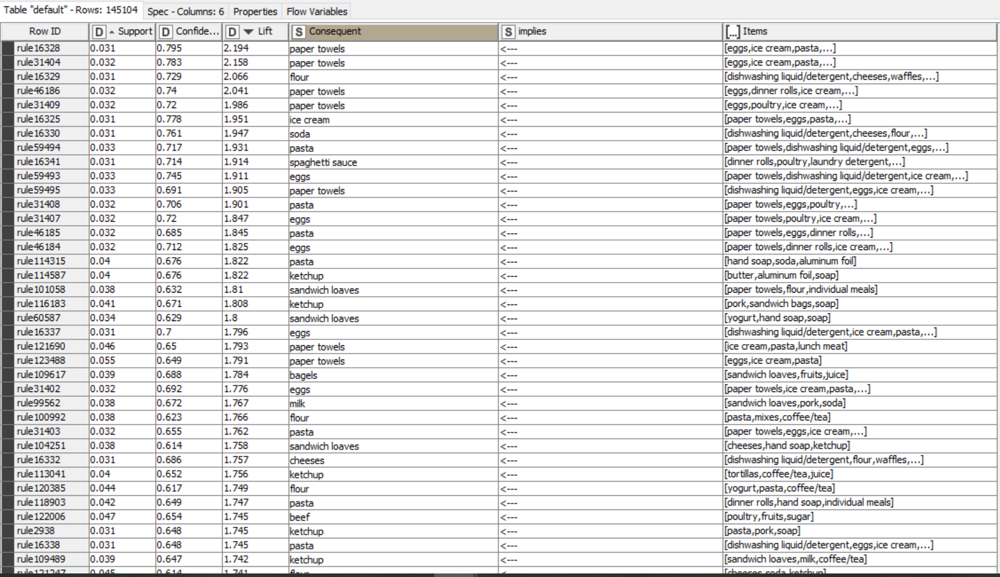 Table "default" - Rows: 145104 Spec - Columns: 6 Properties Flow Variables
Row ID D Support D Confide... D Lift S Consequent S implies [...] Items
rule16328 0.031 0.795 2.194 paper towels <--- [eggs,ice cream,pasta,...]
rule31404 0.032 0.783 2.158 paper towels <--- [eggs,ice cream,pasta,...]
rule16329 0.031 0.729 2.066 flour <--- [dishwashing liquid/detergent,cheeses,waffles,...]
rule46186 0.032 0.74 2.041 paper towels <--- [eggs,dinner rolls,ice cream,...]
rule31409 0.032 0.72 1.986 paper towels <--- [eggs,poultry,ice cream,...]
rule16325 0.031 0.778 1.951 ice cream <--- [paper towels,eggs,pasta,...]
rule16330 0.031 0.761 1.947 soda <--- [dishwashing liquid/detergent,cheeses,flour,...]
rule59494 0.033 0.717 1.931 pasta <--- [paper towels,dishwashing liquid/detergent,eggs,...]
rule16341 0.031 0.714 1.914 spaghetti sauce <--- [dinner rolls,poultry,laundry detergent,...]
rule59493 0.033 0.745 1.911 eggs <--- [paper towels,dishwashing liquid/detergent,ice cream,...]
rule59495 0.033 0.691 1.905 paper towels <--- [dishwashing liquid/detergent,eggs,ice cream,...]
rule31408 0.032 0.706 1.901 pasta <--- [paper towels,eggs,poultry,...]
rule31407 0.032 0.72 1.847 eggs <--- [paper towels,poultry,ice cream,...]
rule46185 0.032 0.685 1.845 pasta <--- [paper towels,eggs,dinner rolls,...]
rule46184 0.032 0.712 1.825 eggs <--- [paper towels,dinner rolls,ice cream,...]
rule114315 0.04 0.676 1.822 pasta <--- [hand soap,soda,aluminum foil]
rule114587 0.04 0.676 1.822 ketchup <--- [butter,aluminum foil,soap]
rule101058 0.038 0.632 1.81 sandwich loaves <--- [paper towels,flour,individual meals]
rule116183 0.041 0.671 1.808 ketchup <--- [pork,sandwich bags,soap]
rule60587 0.034 0.629 1.8 sandwich loaves <--- [yogurt,hand soap,soap]
rule16337 0.031 0.7 1.796 eggs <--- [dishwashing liquid/detergent,ice cream,pasta,...]
rule121690 0.046 0.65 1.793 paper towels <--- [ice cream,pasta,lunch meat]
rule123488 0.055 0.649 1.791 paper towels <--- [eggs,ice cream,pasta]
rule109617 0.039 0.688 1.784 bagels <--- [sandwich loaves,fruits,juice]
rule31402 0.032 0.692 1.776 eggs <--- [paper towels,ice cream,pasta,...]
rule99562 0.038 0.672 1.767 milk <--- [sandwich loaves,pork,soda]
rule100992 0.038 0.623 1.766 flour <--- [pasta,mixes,coffee/tea]
rule31403 0.032 0.655 1.762 pasta <--- [paper towels,eggs,ice cream,...]
rule104251 0.038 0.614 1.758 sandwich loaves <--- [cheeses,hand soap,ketchup]
rule16332 0.031 0.686 1.757 cheeses <--- [dishwashing liquid/detergent,flour,waffles,...]
rule113041 0.04 0.652 1.756 ketchup <--- [tortillas,coffee/tea,juice]
rule120385 0.044 0.617 1.749 flour <--- [yogurt,pasta,coffee/tea]
rule118903 0.042 0.649 1.747 pasta <--- [dinner rolls,hand soap,individual meals]
rule122006 0.047 0.654 1.745 beef <--- [poultry,fruits,sugar]
rule2938 0.031 0.648 1.745 ketchup <--- [pasta,pork,soap]
rule16338 0.031 0.648 1.745 pasta <--- [dishwashing liquid/detergent,eggs,ice cream,...]
rule109489 0.039 0.647 1.742 ketchup <--- [sandwich loaves,milk,coffee/tea]
rule121247 0.045 0.614 1.741 flour <--- [cheeses,soda,ketchup]